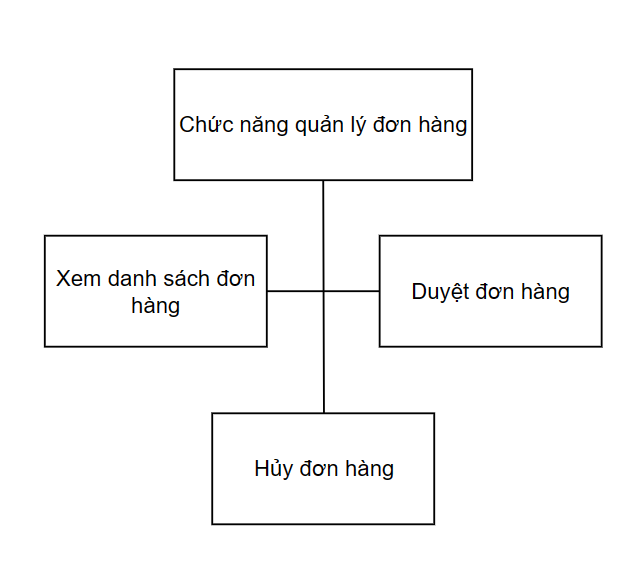 Chức năng quản lý đơn hàng
Xem danh sách đơn
hàng
Duyệt đơn hàng
Hủy đơn hàng